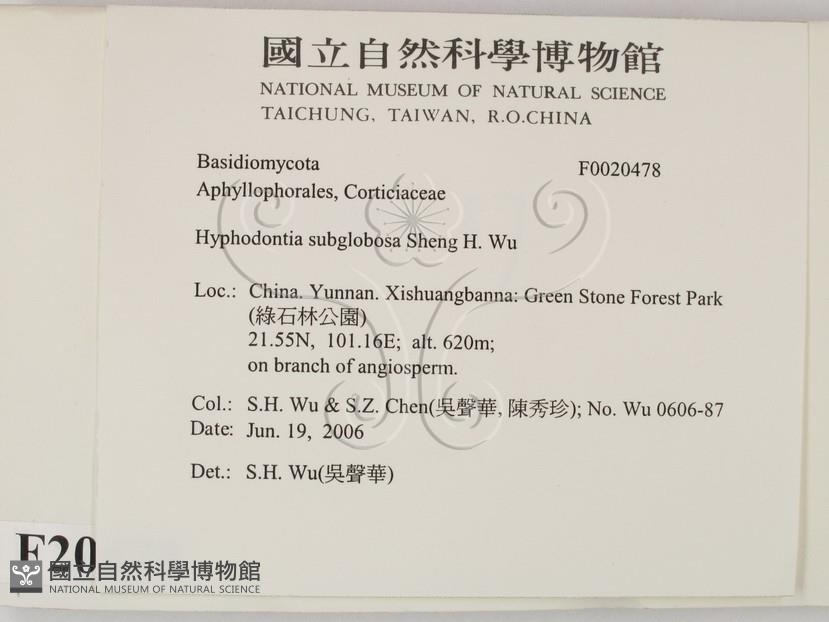 國立自然科學博物館
NATIONAL MUSEUM OF NATURAL SCIENCE
TAICHUNG, TAIWAN, R.O.CHINA
Basidiomycota F0020478
Aphyllophorales, Corticiaceae
Hyphodontia subglobosa Sheng H. Wu
Loc.: China. Yunnan. Xishuangbanna: Green Stone Forest Park
(綠石林公園)
21.55N, 101.16E; alt. 620m;
on branch of angiosperm.
Col.: S.H. Wu & S.Z. Chen(吳聲華, 陳秀珍); No. Wu 0606-87
Date: Jun. 19, 2006
Det.: S.H. Wu(吳聲華)
F20
國立自然科學博物館
NATIONAL MUSEUM OF NATURAL SCIENCE